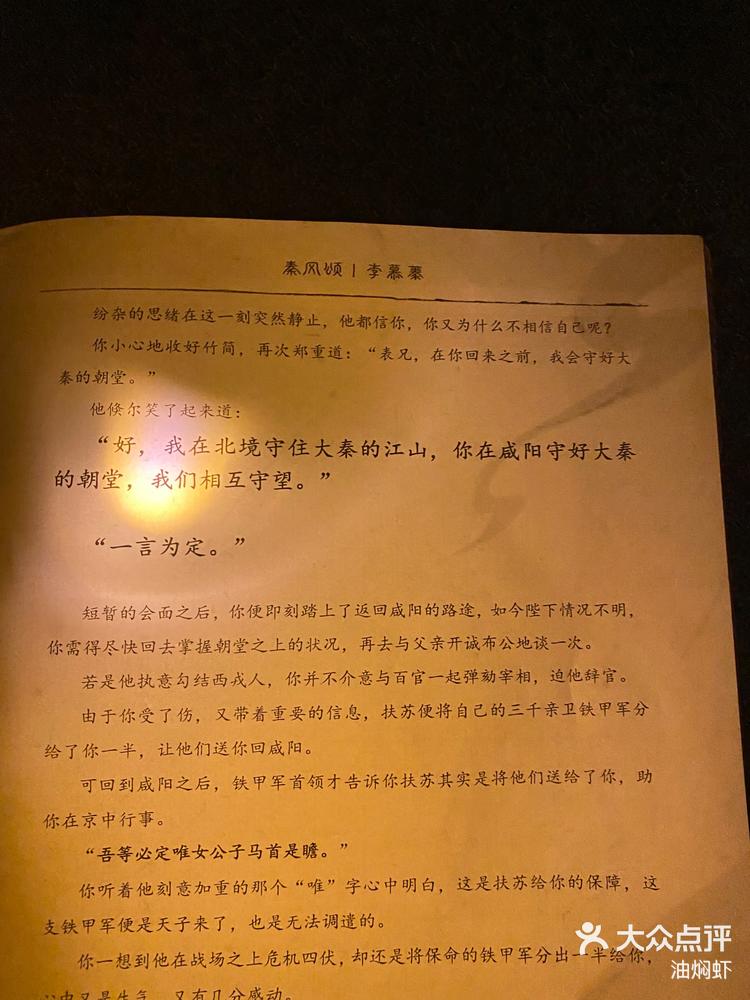 秦风颂 | 李慕蓁
纷杂的思绪在这一刻突然静止，他都信你，你又为什么不相信自己呢？
你小心地收好竹简，再次郑重道：“表兄，在你回来之前，我会守好大
秦的朝堂。”
他倏尔笑了起来道：
“好，我在北境守住大秦的江山，你在咸阳守好大秦
的朝堂，我们相互守望。”
“一言为定。”
短暂的会面之后，你便即刻踏上了返回咸阳的路途，如今陛下情况不明，
你需得尽快回去掌握朝堂之上的状况，再去与父亲开诚布公地谈一次。
若是他执意勾结西戎人，你并不介意与百官一起弹劾宰相，迫他辞官。
由于你受了伤，又带着重要的信息，扶苏便将自己的三千亲卫铁甲军分
给了你一半，让他们送你回咸阳。
可回到咸阳之后，铁甲军首领才告诉你扶苏其实是将他们送给了你，助
你在京中行事。
“吾等必定唯女公子马首是瞻。”
你听着他刻意加重的那个“唯”字心中明白，这是扶苏给你的保障，这
支铁甲军便是天子来了，也是无法调遣的。
你一想到他在战场之上危机四伏，却还是将保命的铁甲军分出一半给你，
心中又是生气，又有几分感动。
大众点评
油焖虾